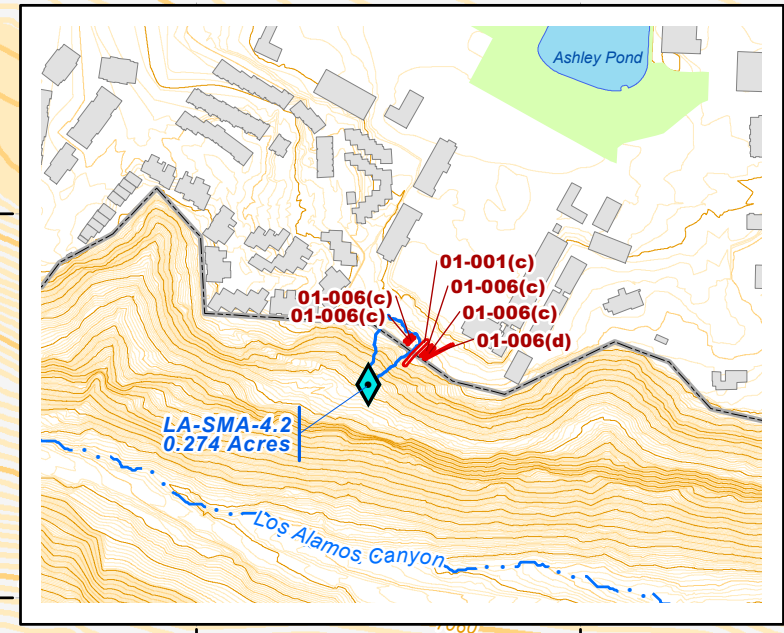 Ashley Pond
01-001(c)
01-006(c)
01-006(c)
01-006(c)
01-006(c)
01-006(d)
LA-SMA-4.2
0.274 Acres
Los Alamos Canyon